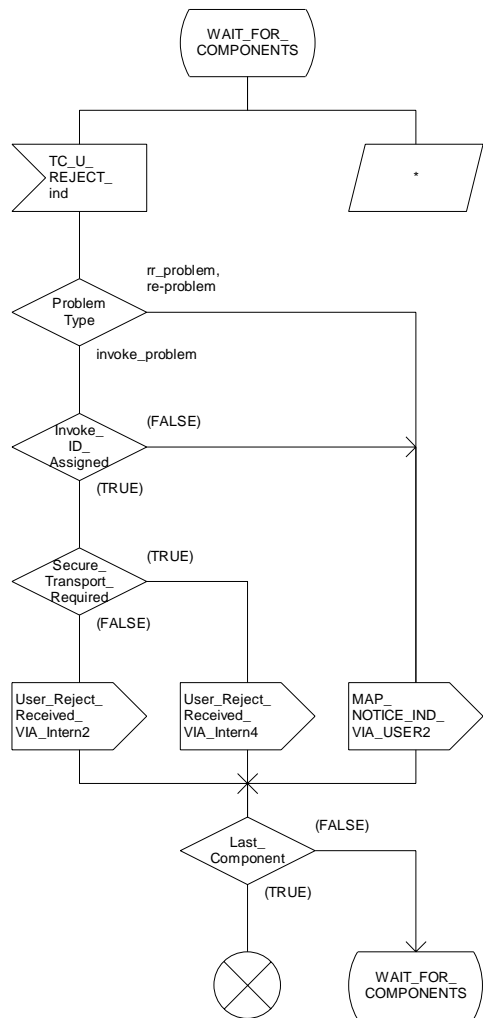 WAIT_FOR_
COMPONENTS
TC_U_
REJECT_
ind
*
rr_problem,
re-problem
Problem
Type
invoke_problem
(FALSE)
Invoke_
ID_
Assigned
(TRUE)
(TRUE)
Secure_
Transport_
Required
(FALSE)
User_Reject_
Received_
VIA_Intern2
User_Reject_
Received_
VIA_Intern4
MAP_
NOTICE_IND_
VIA_USER2
(FALSE)
Last_
Component
(TRUE)
WAIT_FOR_
COMPONENTS